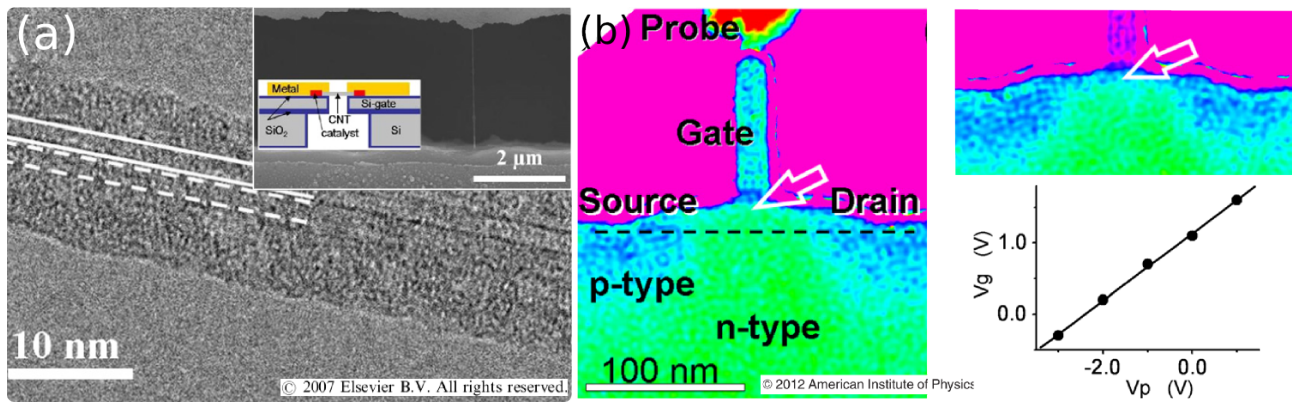 (a)
Metal
Si-gate
CNT
catalyst
SiO2
Si
2 μm
10 nm
© 2007 Elsevier B.V. All rights reserved.
(b)
Probe
Gate
Source
Drain
p-type
n-type
100 nm
© 2012 American Institute of Physics
Vg (V)
1.0
0.0
-2.0
0.0
Vp (V)